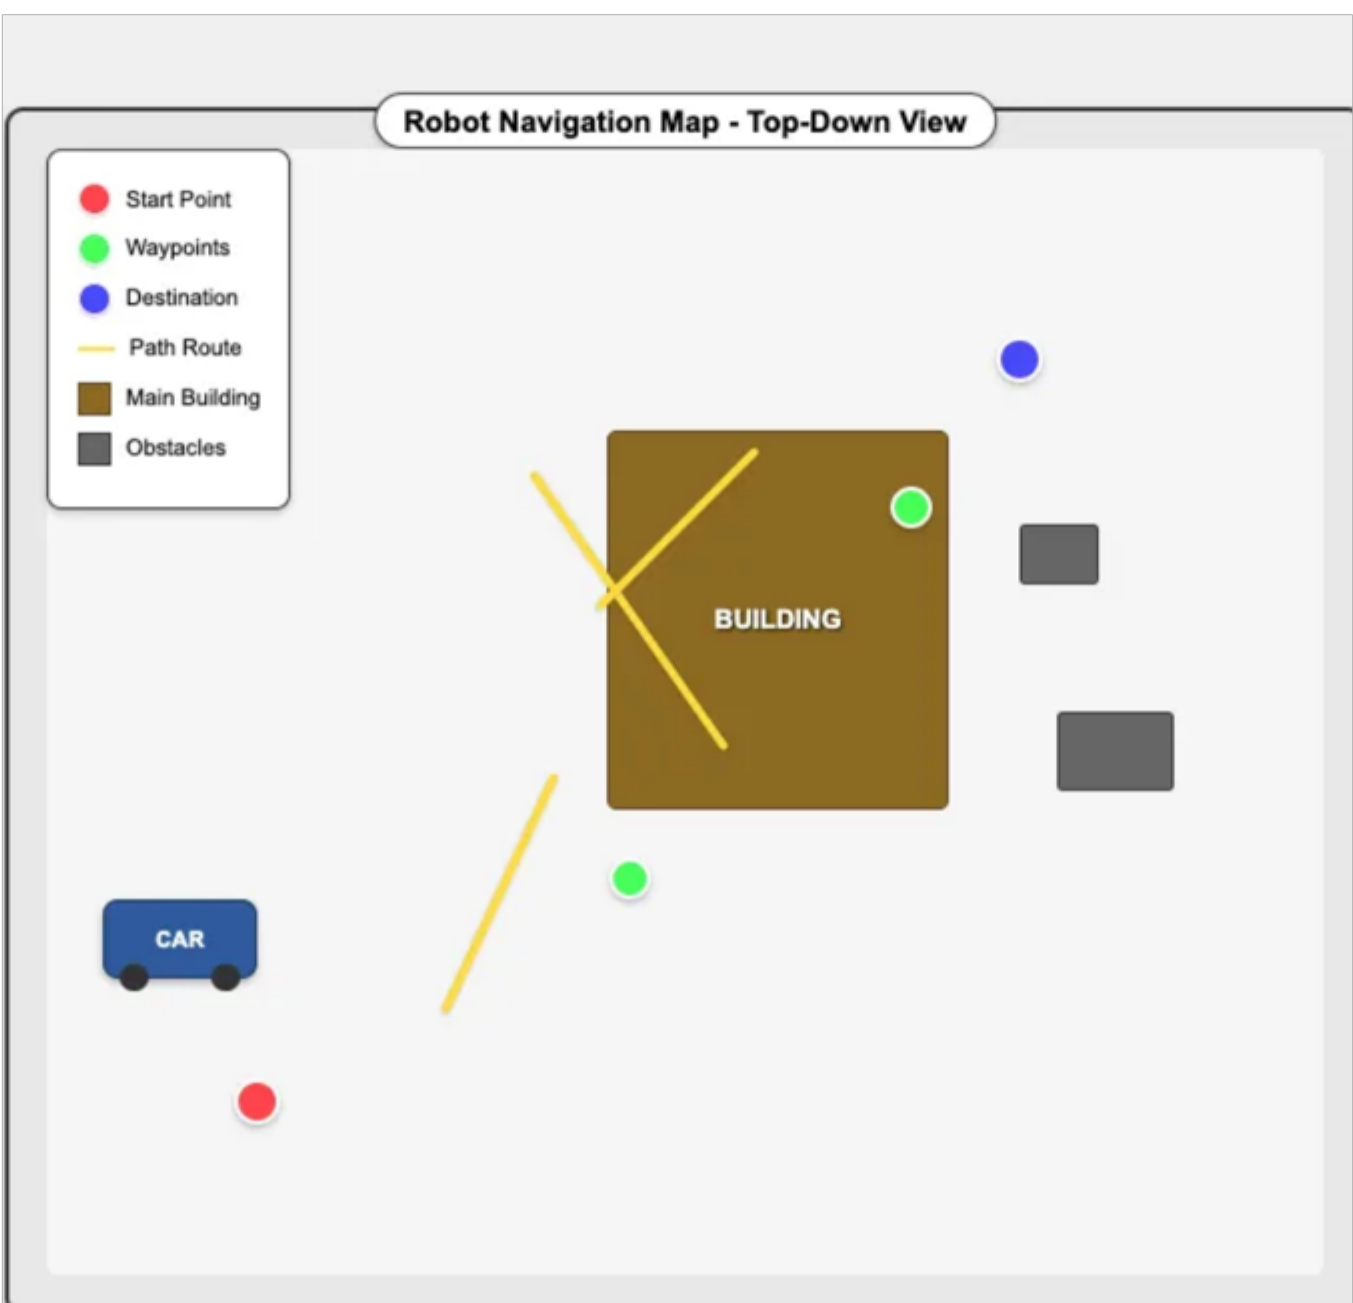 Robot Navigation Map - Top-Down View
Start Point
Waypoints
Destination
Path Route
Main Building
Obstacles
BUILDING
CAR